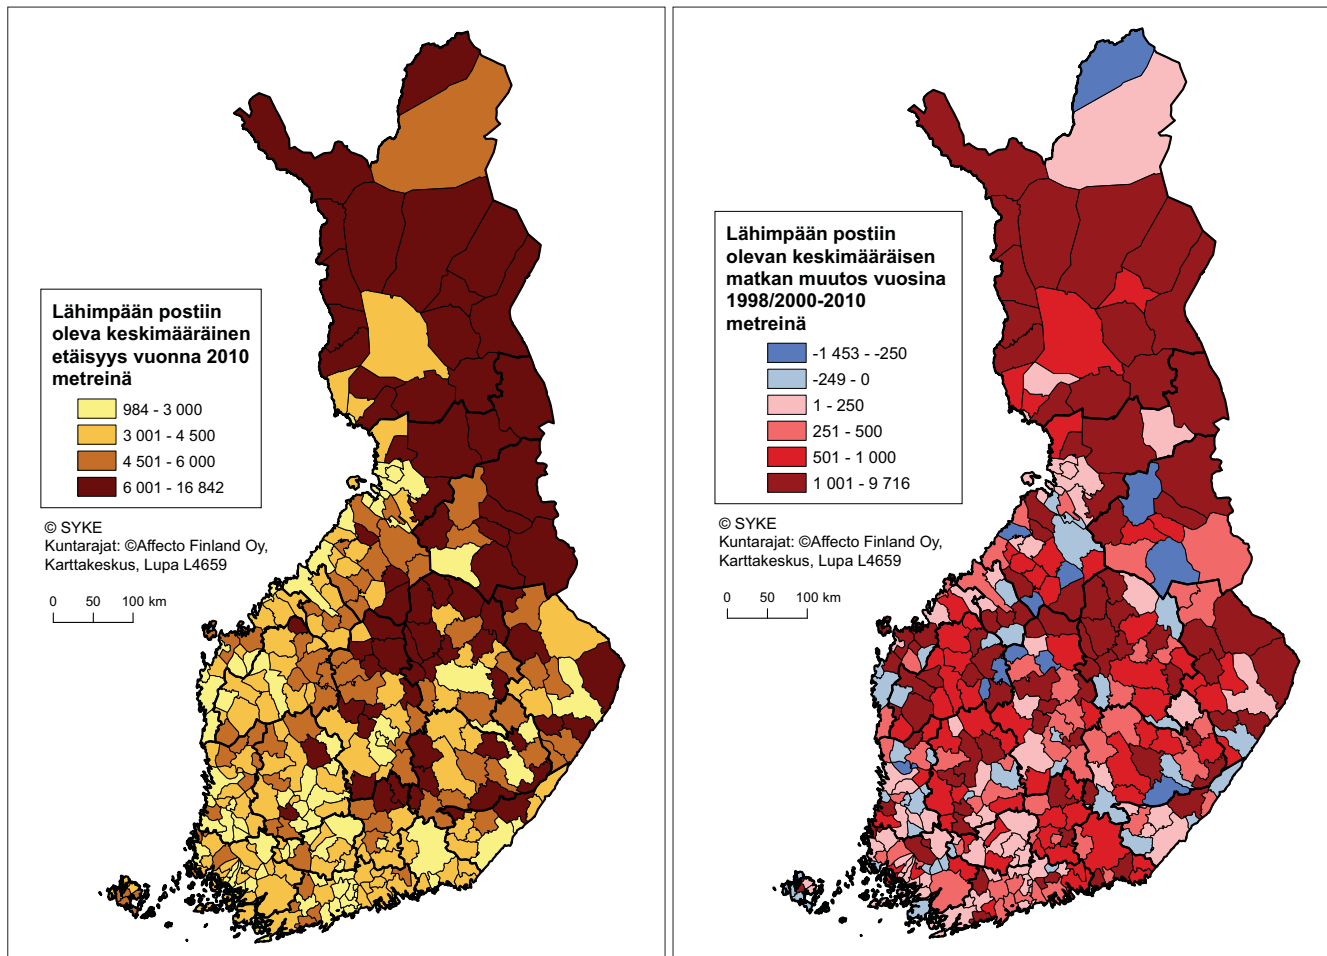 Lähimpään postiin
oleva keskimääräinen
etäisyys vuonna 2010
metreinä
984 - 3 000
3 001 - 4 500
4 501 - 6 000
6 001 - 16 842
© SYKE
Kuntarajat: ©Affecto Finland Oy,
Karttakeskus, Lupa L4659
0 50 100 km
Lähimpään postiin
olevan keskimääräisen
matkan muutos vuosina
1998/2000-2010
metreinä
-1 453 - -250
-249 - 0
1 - 250
251 - 500
501 - 1 000
1 001 - 9 716
© SYKE
Kuntarajat: ©Affecto Finland Oy,
Karttakeskus, Lupa L4659
0 50 100 km